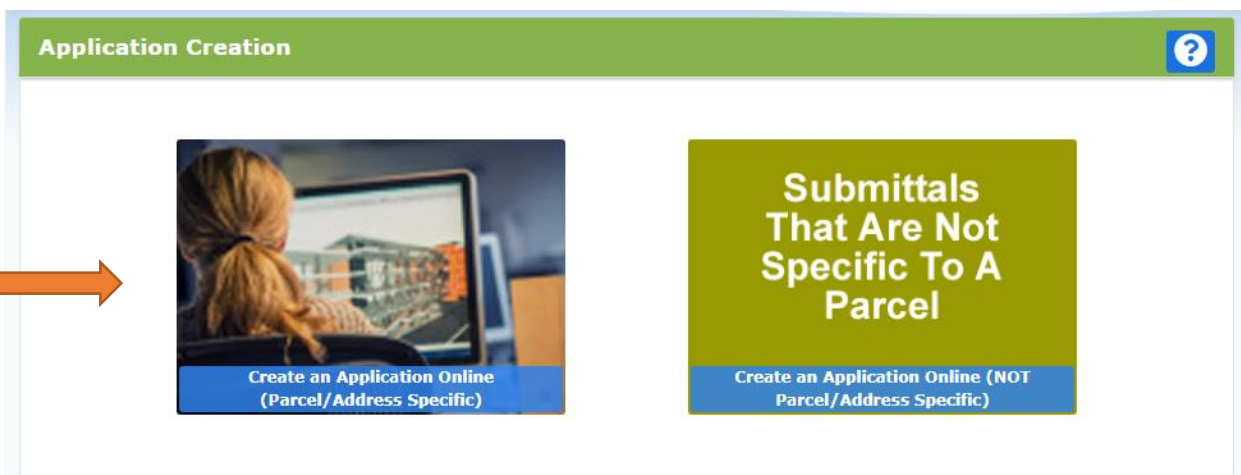 Application Creation
?
Submittals
That Are Not
Specific To A
Parcel
Create an Application Online
(Parcel/Address Specific)
Create an Application Online (NOT
Parcel/Address Specific)